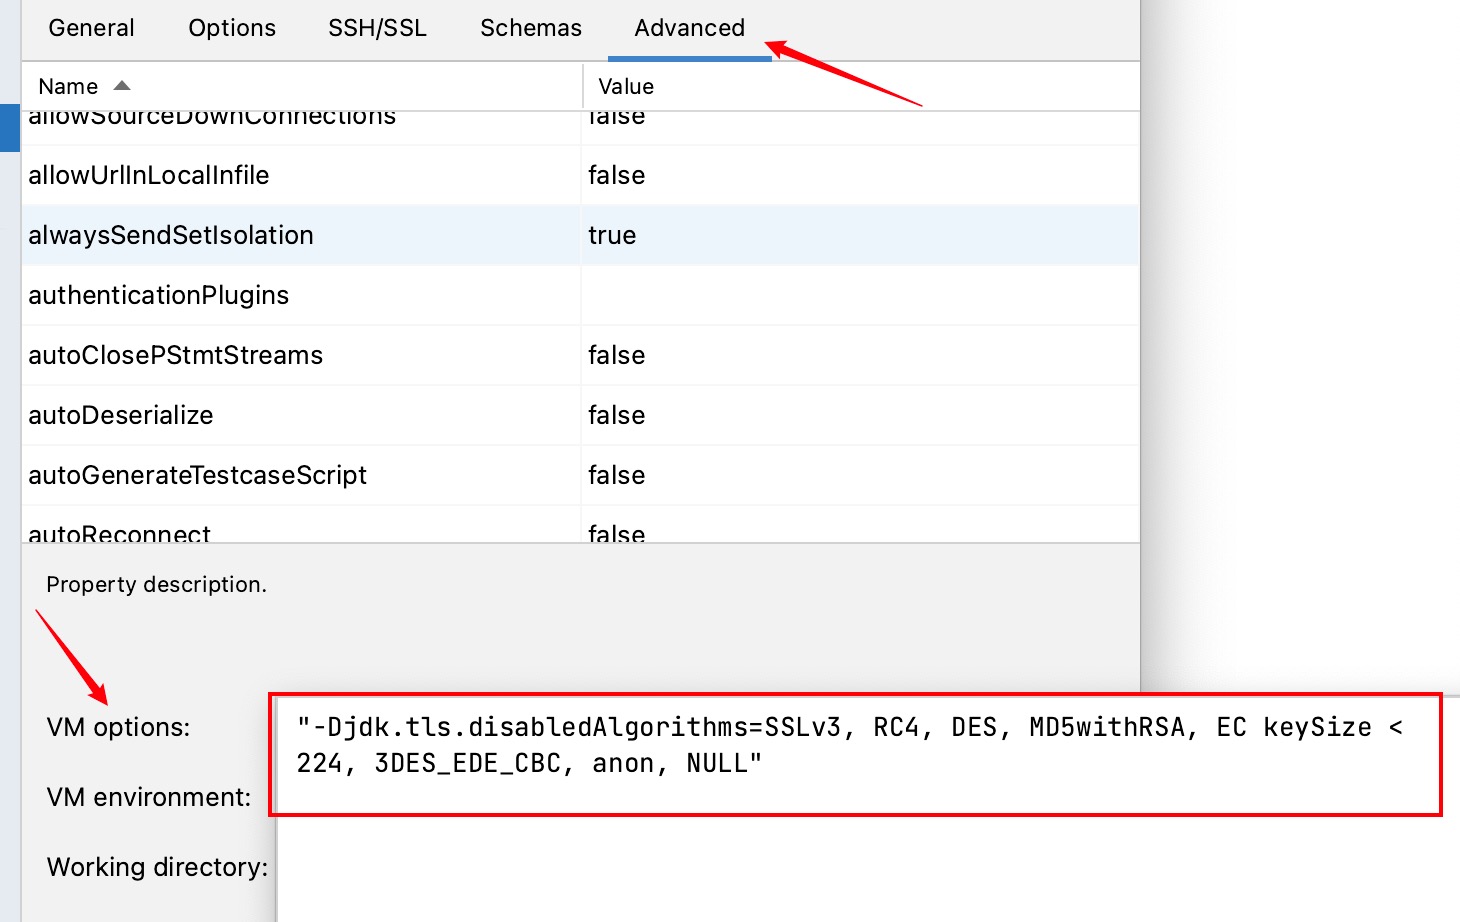 General Options SSH/SSL Schemas Advanced
Name Value
allowSourceDownConnections false
allowUrlInLocalInfile false
alwaysSendSetIsolation true
authenticationPlugins
autoClosePStmtStreams false
autoDeserialize false
autoGenerateTestcaseScript false
autoReconnect false
Property description.
VM options: "-Djdk.tls.disabledAlgorithms=SSLv3, RC4, DES, MD5withRSA, EC keySize <
224, 3DES_EDE_CBC, anon, NULL"
VM environment:
Working directory: